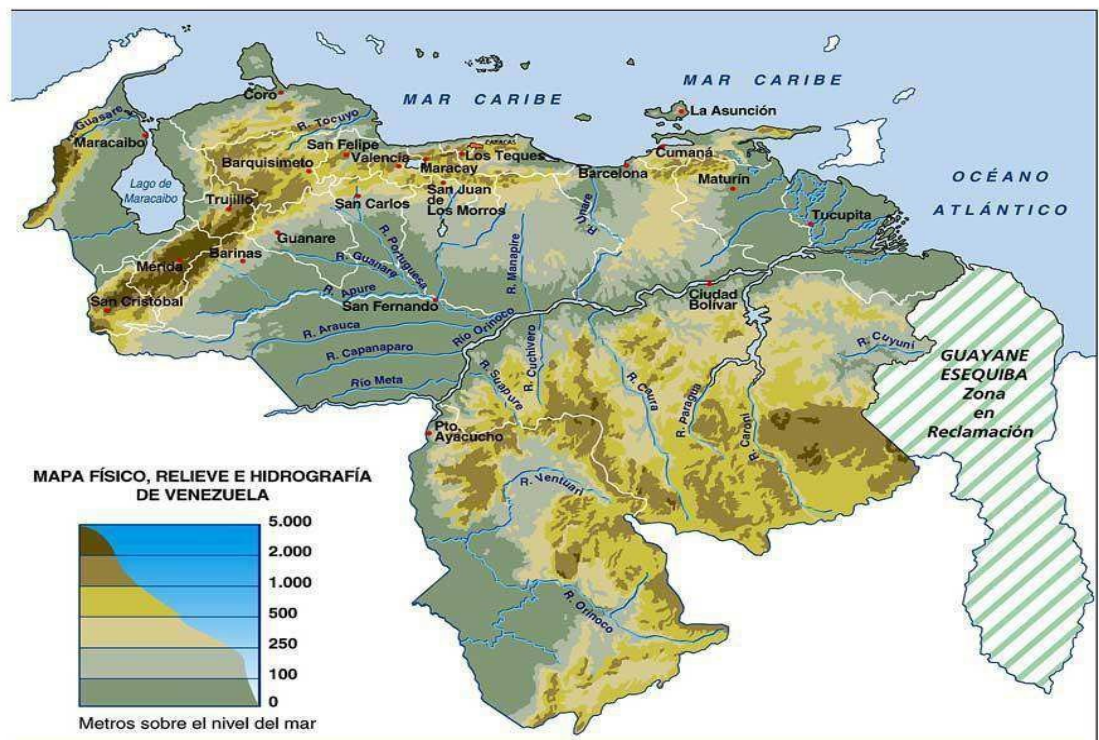 MAR CARIBE
MAR CARIBE
OCÉANO
ATLÁNTICO
Coro
La Asunción
R. Guasare
Maracaibo
R. Tocuyo
San Felipe
CARACAS
Valencia
Los Teques
Maracay
Barquisimeto
Barcelona
Cumaná
Lago de
Maracaibo
San Juan
de
Los Morros
Maturín
Trujillo
San Carlos
Tucupita
R. Unare
Guanare
R. Portuguesa
Barinas
R. Guanare
R. Manapire
Mérida
R. Apure
San Fernando
Ciudad
Bolívar
San Cristóbal
R. Arauca
Río Orinoco
R. Capanaparo
R. Cuchivero
R. Cuyuní
Río Meta
R. Suapure
R. Caura
R. Paragua
R. Caroní
GUAYANE
ESEQUIBA
Zona
en
Reclamación
Pto.
Ayacucho
R. Ventuari
R. Orinoco
MAPA FÍSICO, RELIEVE E HIDROGRAFÍA
DE VENEZUELA
5.000
2.000
1.000
500
250
100
0
Metros sobre el nivel del mar